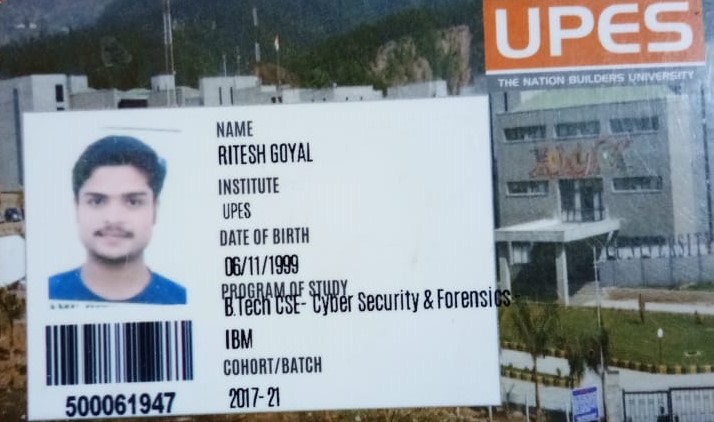 UPES
THE NATION BUILDERS UNIVERSITY
NAME
RITESH GOYAL
INSTITUTE
UPES
DATE OF BIRTH
06/11/1999
PROGRAM OF STUDY
B.Tech CSE- Cyber Security & Forensics -
IBM
COHORT/BATCH
2017-21
500061947